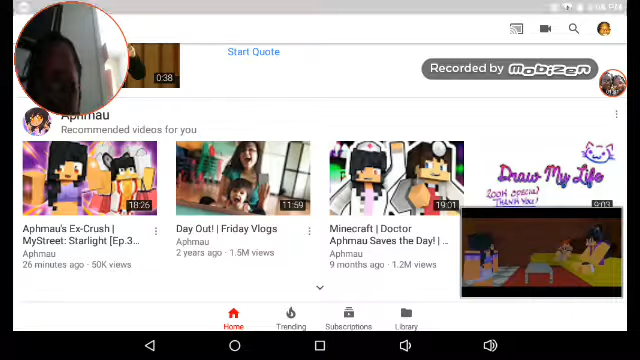 Start Quote
0:38
Recorded by mobizen
Aphmau
Recommended videos for you
18:26
11:59
19:01
Draw My Life
200K SPECIAL!
THANK YOU!
9:03
Aphmau's Ex-Crush |
MyStreet: Starlight [Ep.3...
Aphmau
26 minutes ago · 50K views
Day Out! | Friday Vlogs
Aphmau
2 years ago · 1.5M views
Minecraft | Doctor
Aphmau Saves the Day! | ...
Aphmau
9 months ago · 1.2M views
Home
Trending
Subscriptions
Library